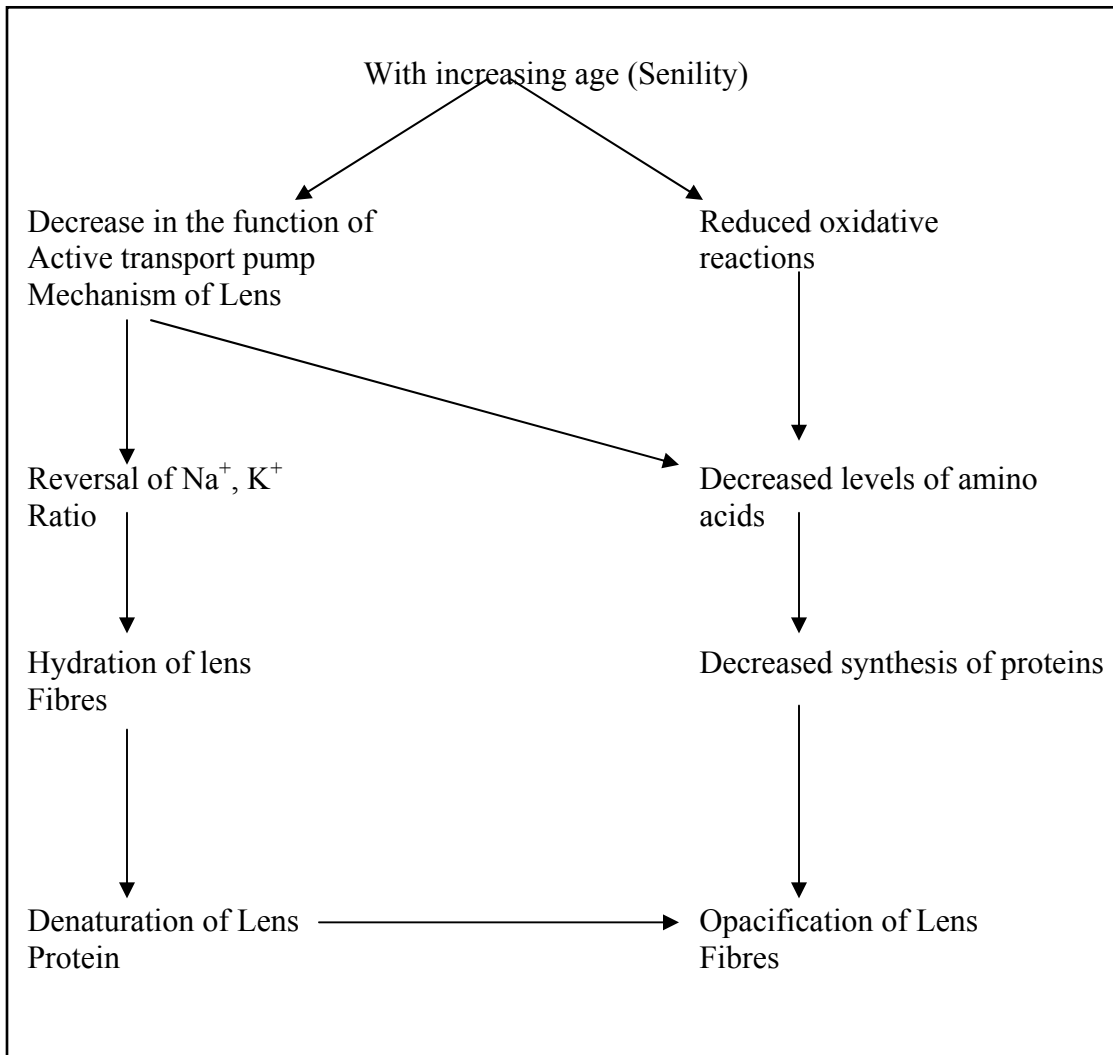 With increasing age (Senility)
Decrease in the function of
Active transport pump
Mechanism of Lens
Reduced oxidative
reactions
Reversal of Na⁺, K⁺
Ratio
Decreased levels of amino
acids
Hydration of lens
Fibres
Decreased synthesis of proteins
Denaturation of Lens
Protein
Opacification of Lens
Fibres